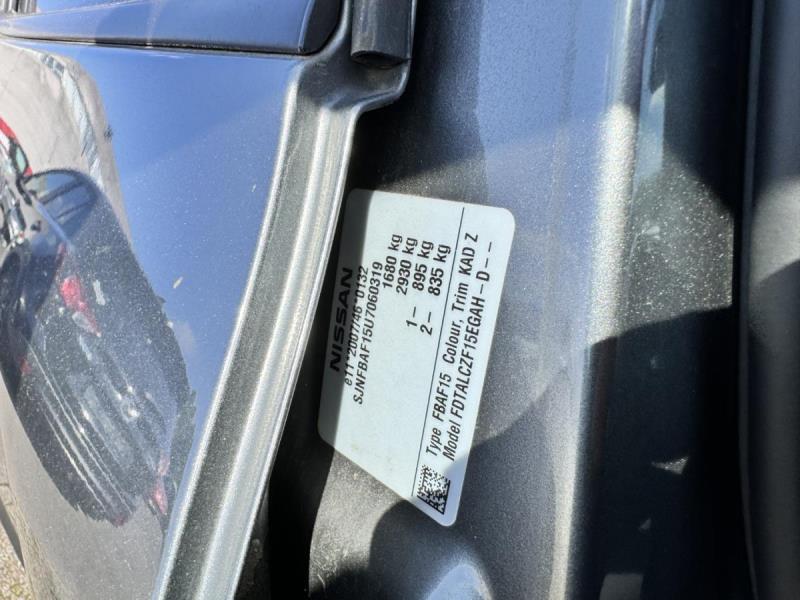 NISSAN
e11*2007/46*0132
SJNFBAF15U7060319
1680 kg
2930 kg
1– 895 kg
2– 835 kg
Type FBAF15 Colour, Trim KAD Z
Model FDTALCZF15EGAH-D--